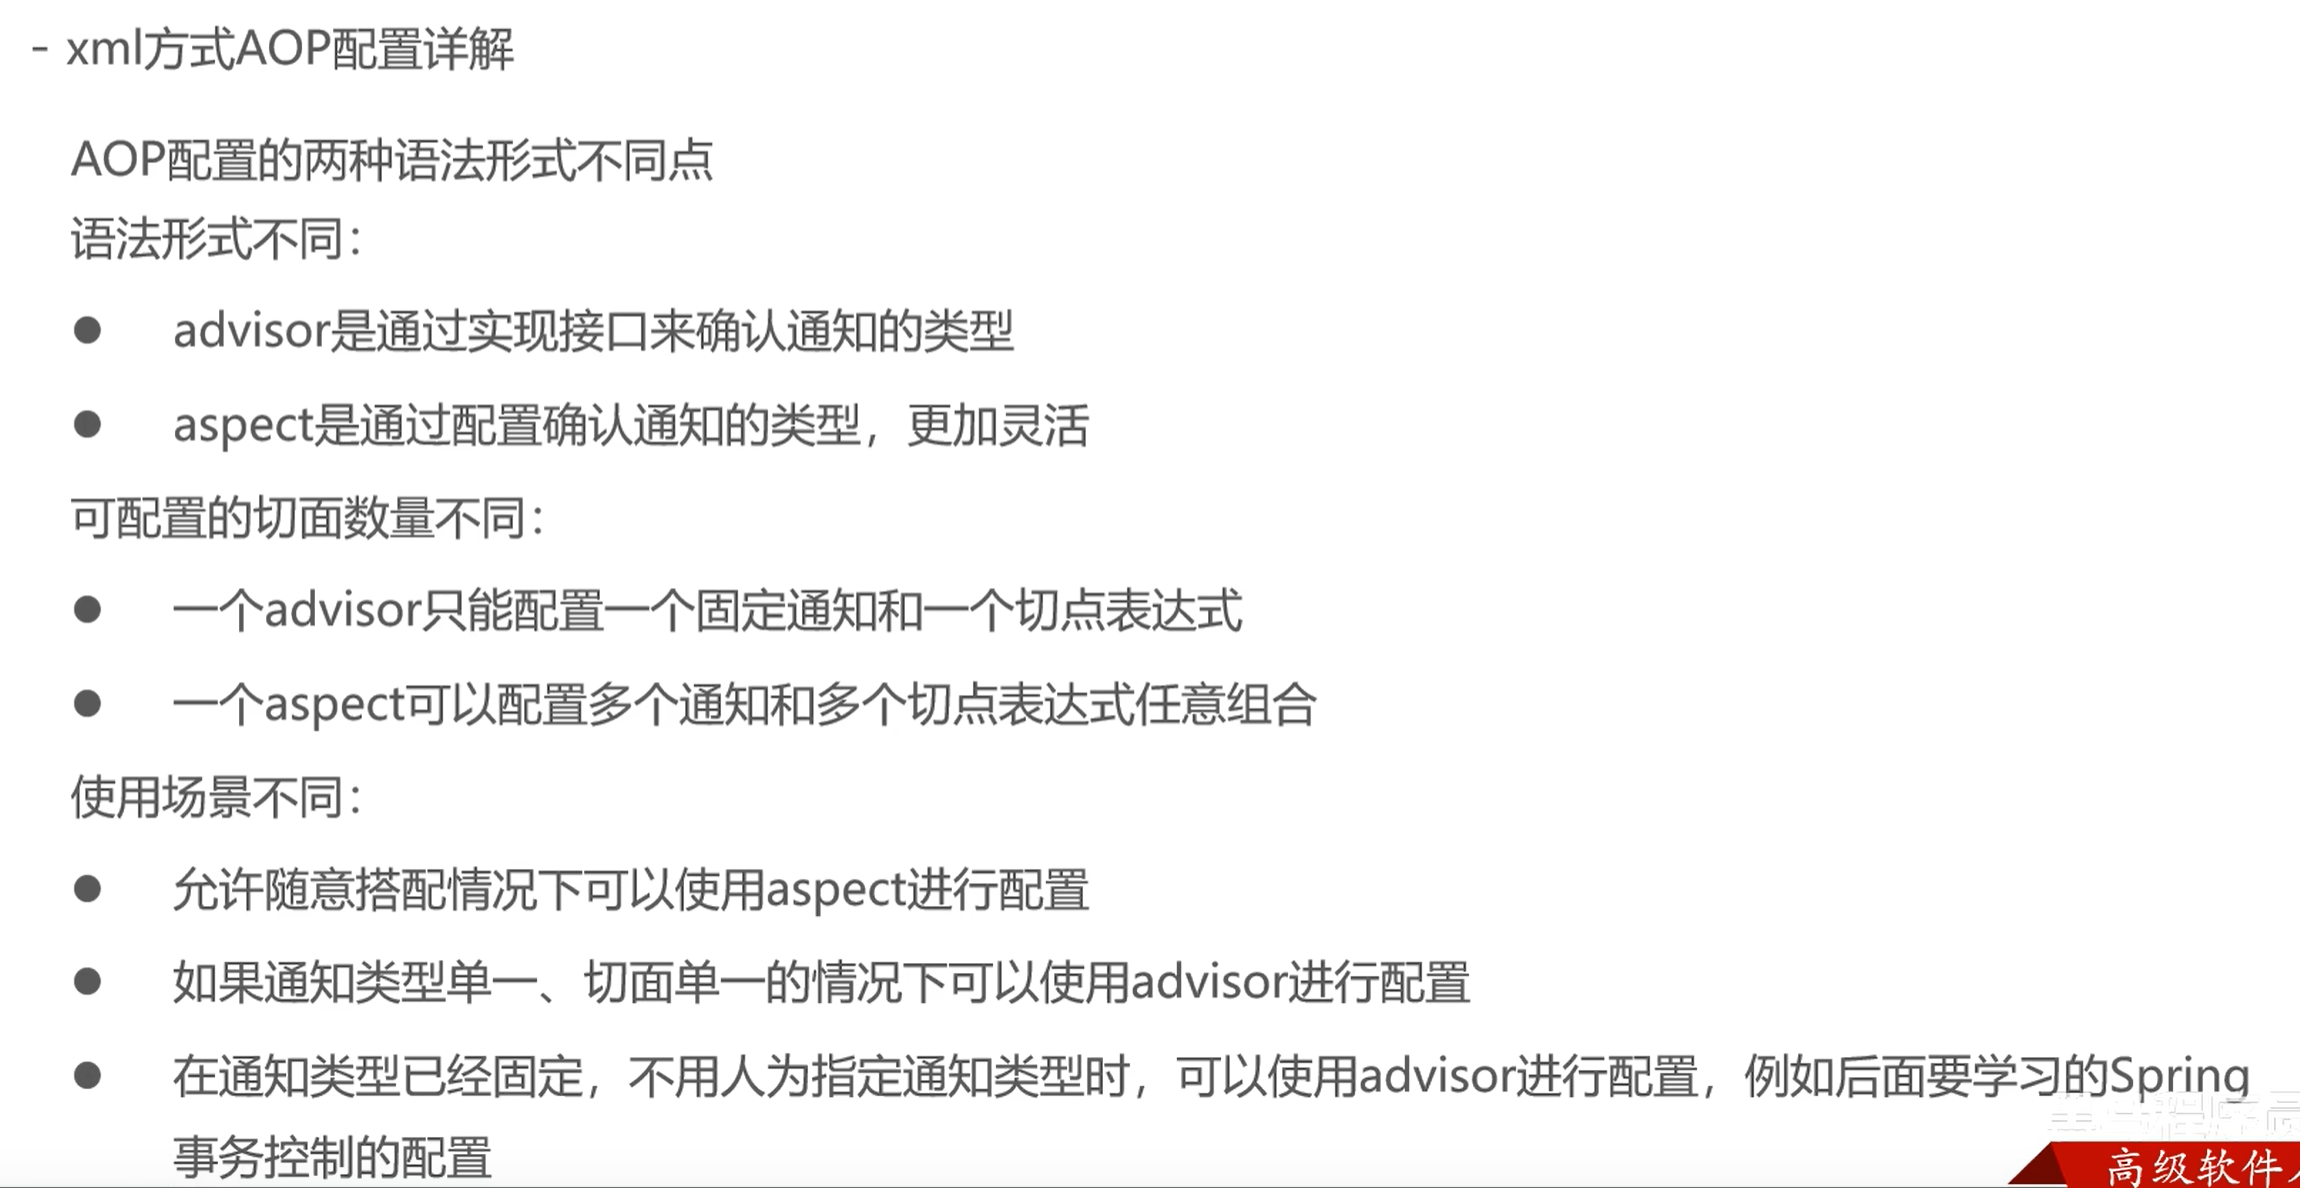 - xml方式AOP配置详解
AOP配置的两种语法形式不同点
语法形式不同：
● advisor是通过实现接口来确认通知的类型
● aspect是通过配置确认通知的类型，更加灵活
可配置的切面数量不同：
● 一个advisor只能配置一个固定通知和一个切点表达式
● 一个aspect可以配置多个通知和多个切点表达式任意组合
使用场景不同：
● 允许随意搭配情况下可以使用aspect进行配置
● 如果通知类型单一、切面单一的情况下可以使用advisor进行配置
● 在通知类型已经固定，不用人为指定通知类型时，可以使用advisor进行配置，例如后面要学习的Spring
事务控制的配置
高级软件